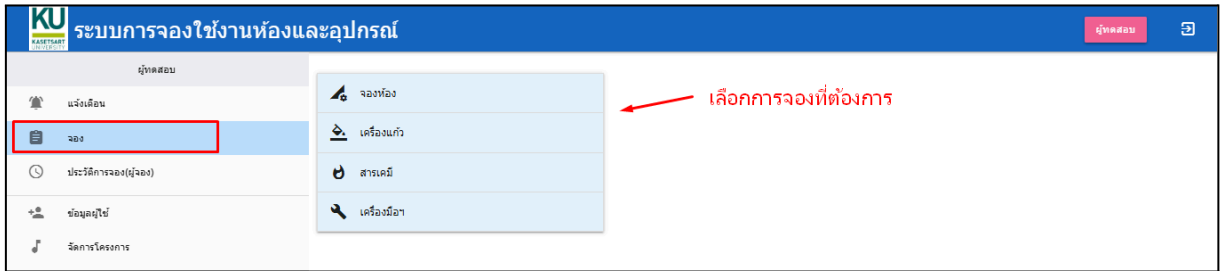 KU
KASETSART
UNIVERSITY
ระบบการจองใช้งานห้องและอุปกรณ์
ผู้ทดสอบ
ผู้ทดสอบ
แจ้งเตือน
จอง
ประวัติการจอง(ผู้จอง)
ข้อมูลผู้ใช้
จัดการโครงการ
จองห้อง
เครื่องแก้ว
สารเคมี
เครื่องมือฯ
เลือกการจองที่ต้องการ